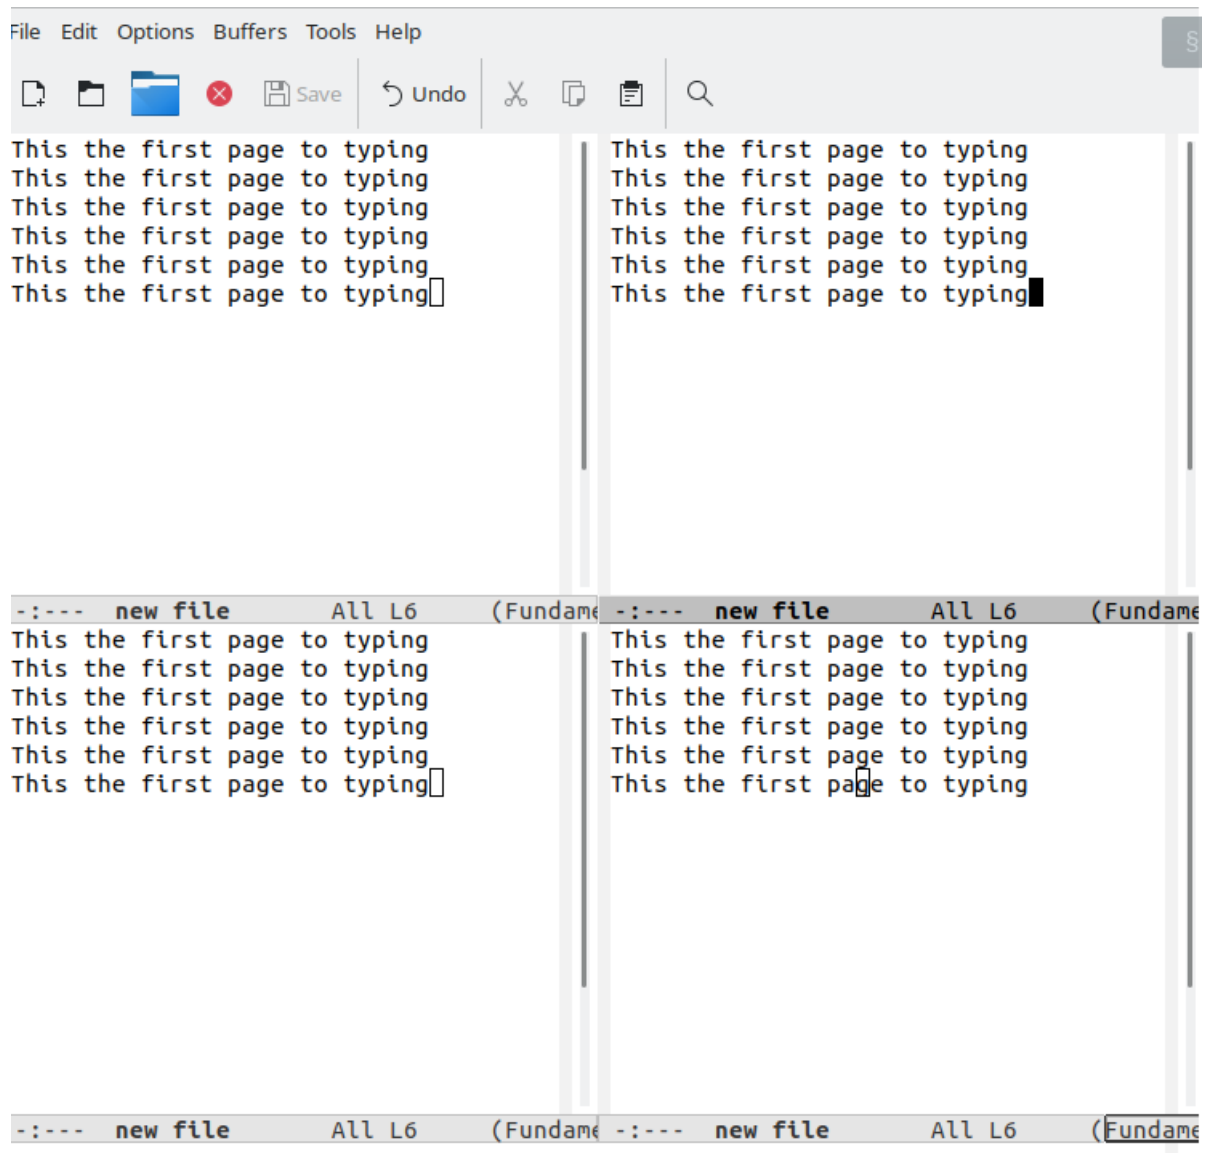 File Edit Options Buffers Tools Help
§
Save Undo
This the first page to typing
This the first page to typing
This the first page to typing
This the first page to typing
This the first page to typing
This the first page to typing
-:--- new file All L6 (Fundame
This the first page to typing
This the first page to typing
This the first page to typing
This the first page to typing
This the first page to typing
This the first page to typing
-:--- new file All L6 (Fundame
This the first page to typing
This the first page to typing
This the first page to typing
This the first page to typing
This the first page to typing
This the first page to typing
-:--- new file All L6 (Fundame
This the first page to typing
This the first page to typing
This the first page to typing
This the first page to typing
This the first page to typing
This the first page to typing
-:--- new file All L6 (Fundame